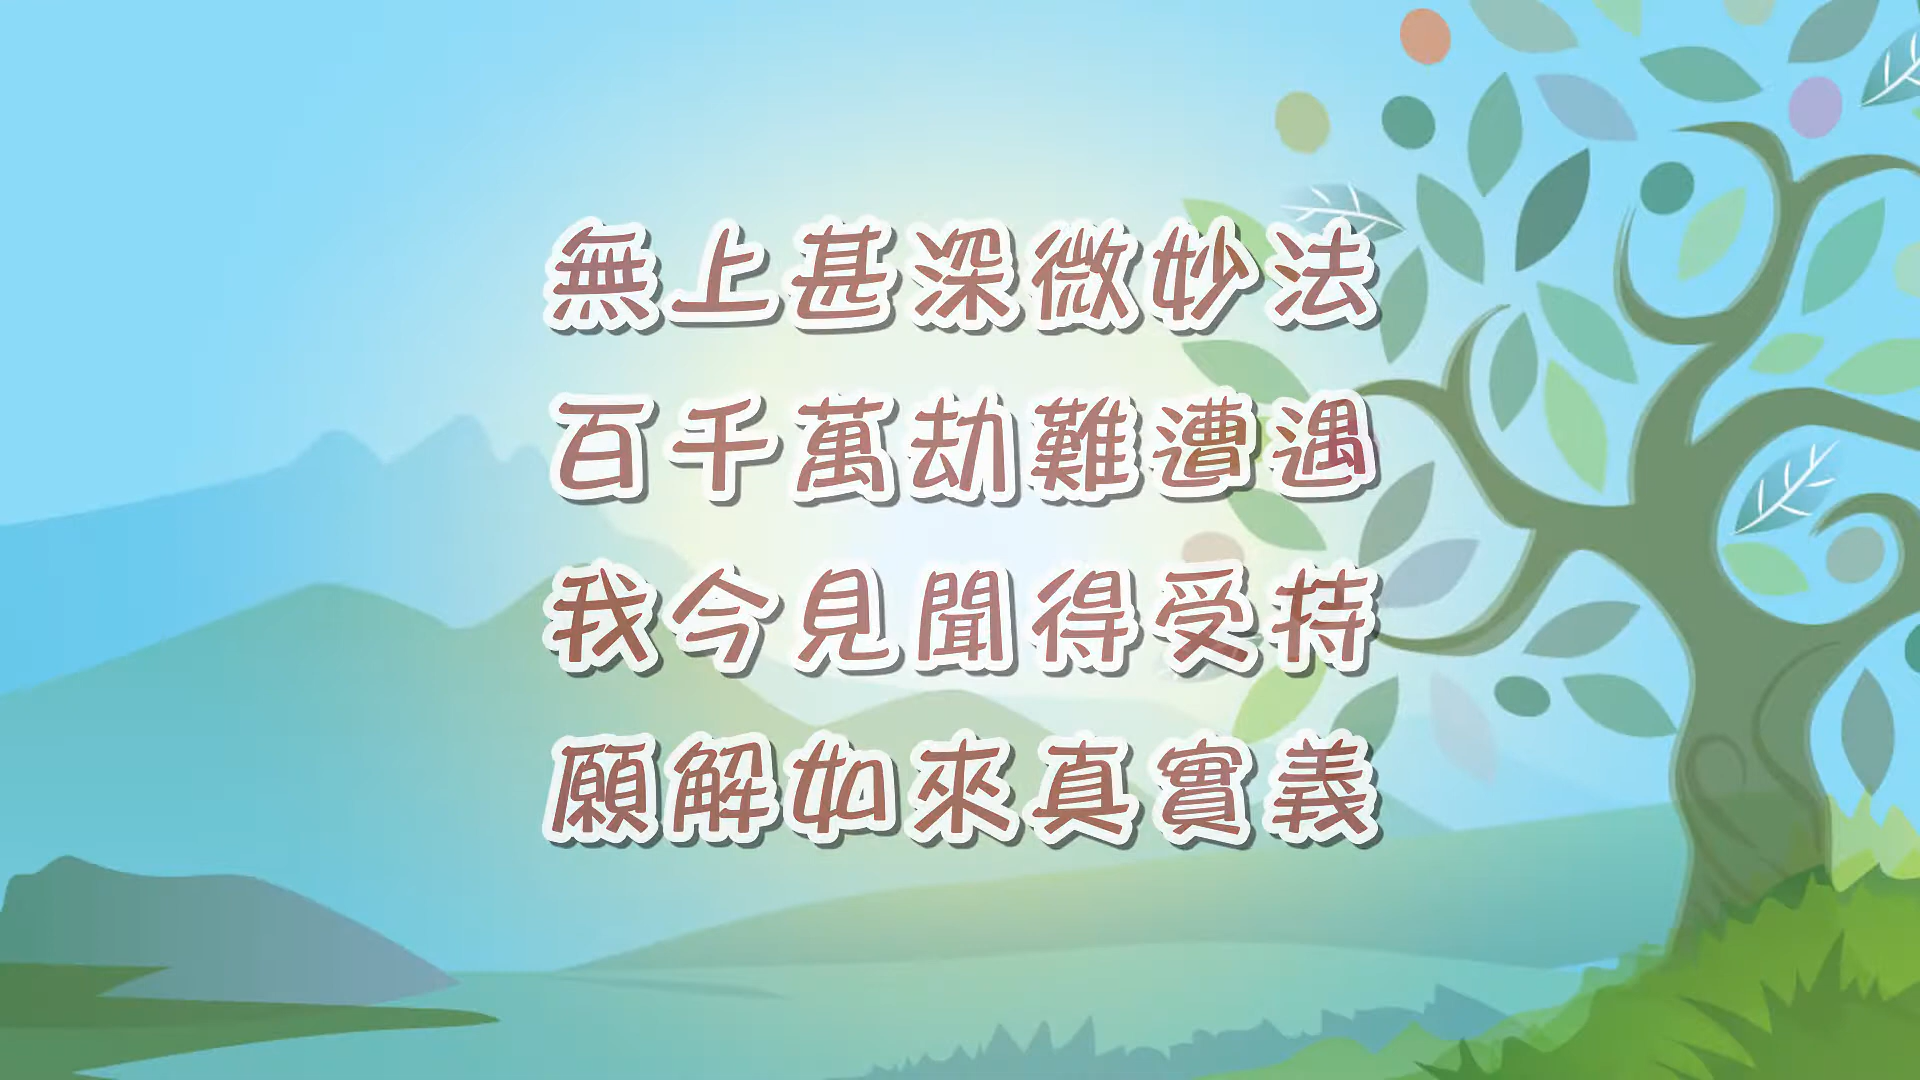 無上甚深微妙法
百千萬劫難遭遇
我今見聞得受持
願解如來真實義